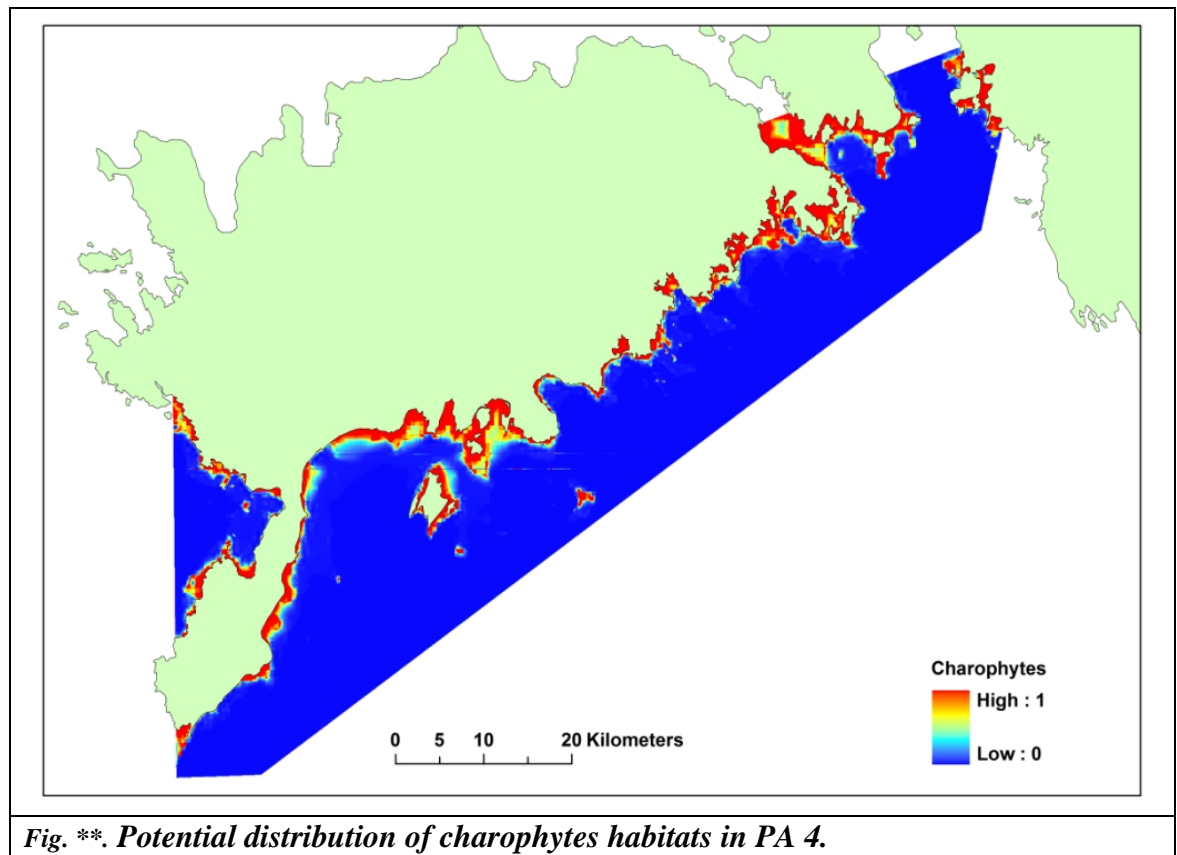 Charophytes
High : 1
Low : 0
0 5 10 20 Kilometers
Fig. **. Potential distribution of charophytes habitats in PA 4.